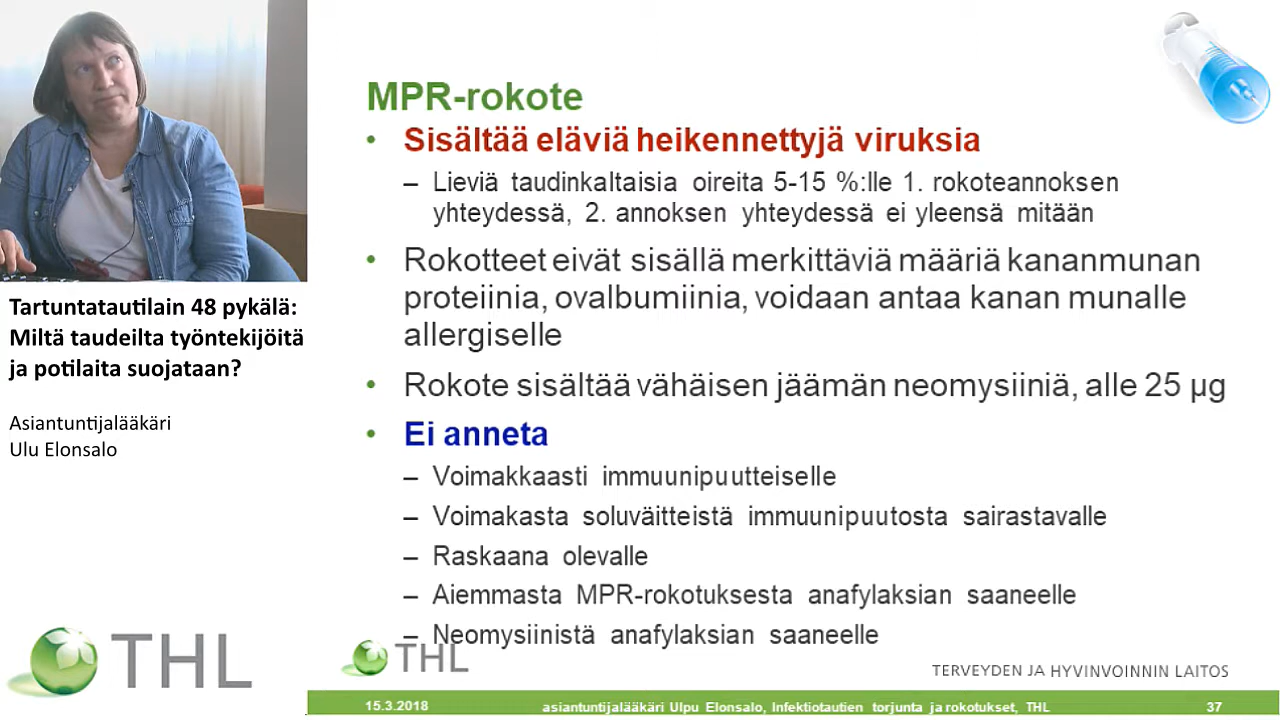 MPR-rokote
• Sisältää eläviä heikennettyjä viruksia
– Lieviä taudinkaltaisia oireita 5-15 %:lle 1. rokoteannoksen
yhteydessä, 2. annoksen yhteydessä ei yleensä mitään
• Rokotteet eivät sisällä merkittäviä määriä kananmunan
proteiinia, ovalbumiinia, voidaan antaa kanan munalle
allergiselle
• Rokote sisältää vähäisen jäämän neomysiiniä, alle 25 µg
• Ei anneta
– Voimakkaasti immuunipuutteiselle
– Voimakasta soluväitteistä immuunipuutosta sairastavalle
– Raskaana olevalle
– Aiemmasta MPR-rokotuksesta anafylaksian saaneelle
– Neomysiinistä anafylaksian saaneelle
Tartuntatautilain 48 pykälä:
Miltä taudeilta työntekijöitä
ja potilaita suojataan?
Asiantuntijalääkäri
Ulu Elonsalo
THL
THL
TERVEYDEN JA HYVINVOINNIN LAITOS
15.3.2018
asiantuntijalääkäri Ulpu Elonsalo, Infektiotautien torjunta ja rokotukset, THL
37